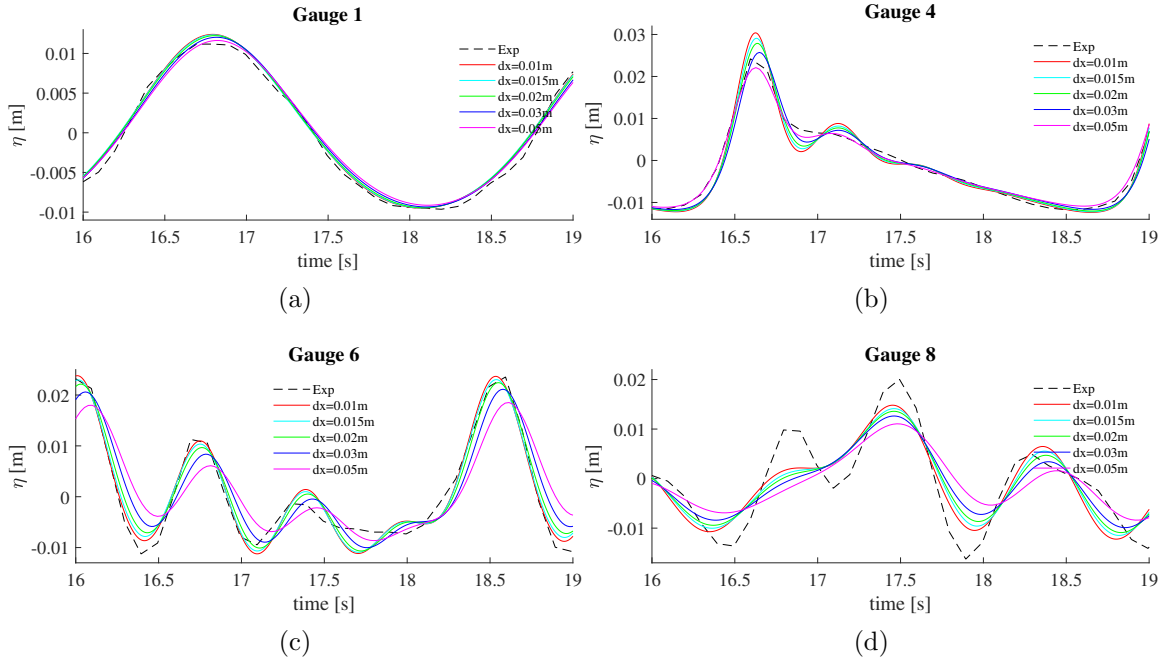 Gauge 1
0.01
0.005
0
-0.005
-0.01
η [m]
16 16.5 17 17.5 18 18.5 19
time [s]
Exp
dx=0.01m
dx=0.015m
dx=0.02m
dx=0.03m
dx=0.05m
(a)
Gauge 4
0.03
0.02
0.01
0
-0.01
η [m]
16 16.5 17 17.5 18 18.5 19
time [s]
Exp
dx=0.01m
dx=0.015m
dx=0.02m
dx=0.03m
dx=0.05m
(b)
Gauge 6
0.02
0.01
0
-0.01
η [m]
16 16.5 17 17.5 18 18.5 19
time [s]
Exp
dx=0.01m
dx=0.015m
dx=0.02m
dx=0.03m
dx=0.05m
(c)
Gauge 8
0.02
0.01
0
-0.01
η [m]
16 16.5 17 17.5 18 18.5 19
time [s]
Exp
dx=0.01m
dx=0.015m
dx=0.02m
dx=0.03m
dx=0.05m
(d)